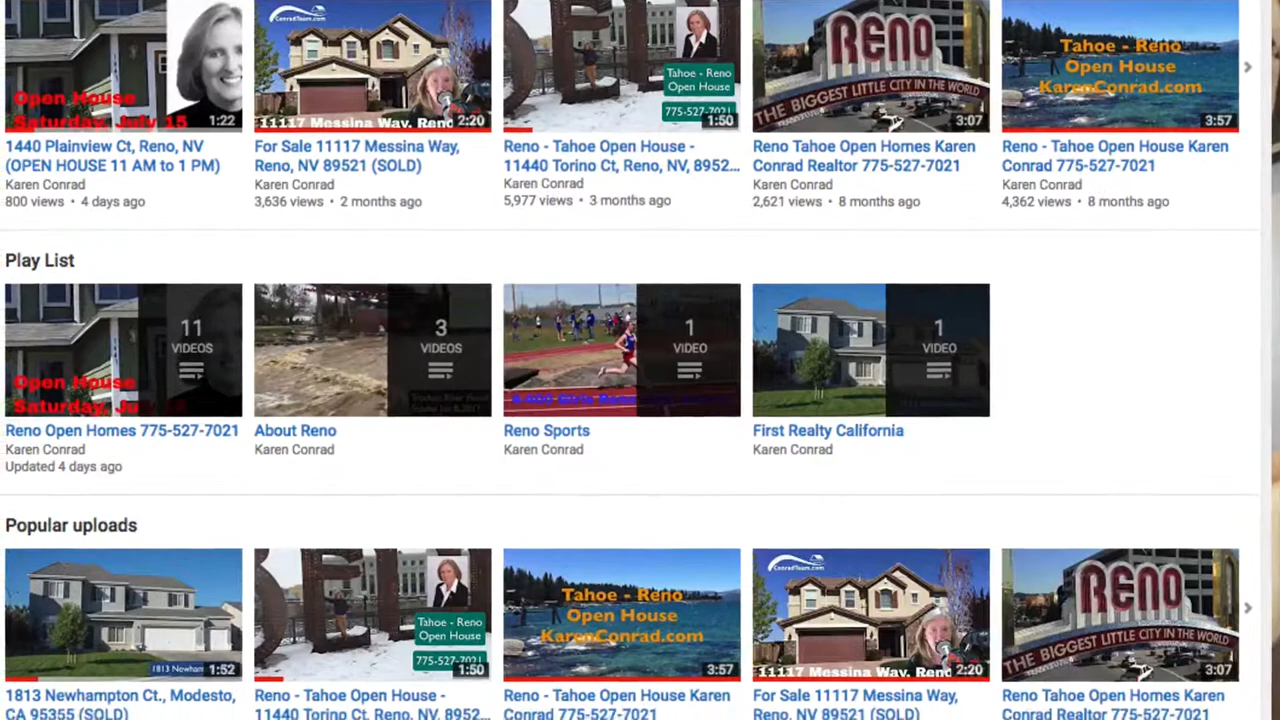 ConradTeam.com
RENO
THE BIGGEST LITTLE CITY IN THE WORLD
Tahoe - Reno
Open House
KarenConrad.com
Tahoe - Reno
Open House
775-527-7021
Open House
Saturday, July 15
1:22
11117 Messina Way, Reno
2:20
1:50
3:07
3:57
1440 Plainview Ct, Reno, NV
(OPEN HOUSE 11 AM to 1 PM)
Karen Conrad
800 views • 4 days ago
For Sale 11117 Messina Way,
Reno, NV 89521 (SOLD)
Karen Conrad
3,636 views • 2 months ago
Reno - Tahoe Open House -
11440 Torino Ct, Reno, NV, 8952...
Karen Conrad
5,977 views • 3 months ago
Reno Tahoe Open Homes Karen
Conrad Realtor 775-527-7021
Karen Conrad
2,621 views • 8 months ago
Reno - Tahoe Open House Karen
Conrad 775-527-7021
Karen Conrad
4,362 views • 8 months ago
Play List
11
VIDEOS
Open House
Saturday, Ju
3
VIDEOS
1
VIDEO
1
VIDEO
Reno Open Homes 775-527-7021
Karen Conrad
Updated 4 days ago
About Reno
Karen Conrad
Reno Sports
Karen Conrad
First Realty California
Karen Conrad
Popular uploads
1813 Newham
1:52
Tahoe - Reno
Open House
775-527-7021
1:50
Tahoe - Reno
Open House
KarenConrad.com
3:57
ConradTeam.com
11117 Messina Way, Reno
2:20
RENO
THE BIGGEST LITTLE CITY IN THE WORLD
3:07
1813 Newhampton Ct., Modesto,
CA 95355 (SOLD)
Reno - Tahoe Open House -
11440 Torino Ct, Reno, NV, 8952...
Reno - Tahoe Open House Karen
Conrad 775-527-7021
For Sale 11117 Messina Way,
Reno, NV 89521 (SOLD)
Reno Tahoe Open Homes Karen
Conrad Realtor 775-527-7021